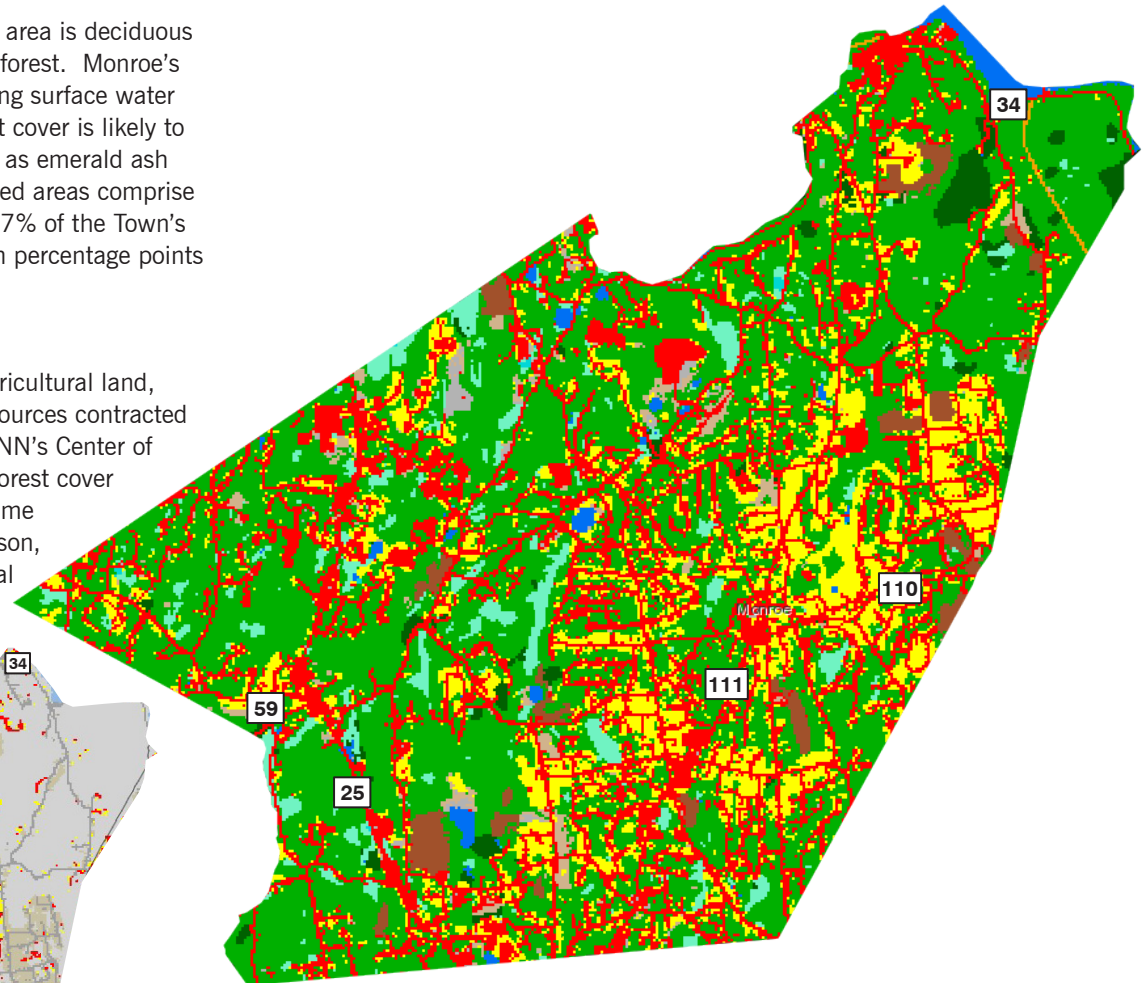 area is deciduous
forest. Monroe's
ng surface water
t cover is likely to
as emerald ash
ed areas comprise
7% of the Town's
n percentage points
ricultural land,
ources contracted
NN's Center of
orest cover
me
son,
al
34
110
Monroe
111
59
25
34